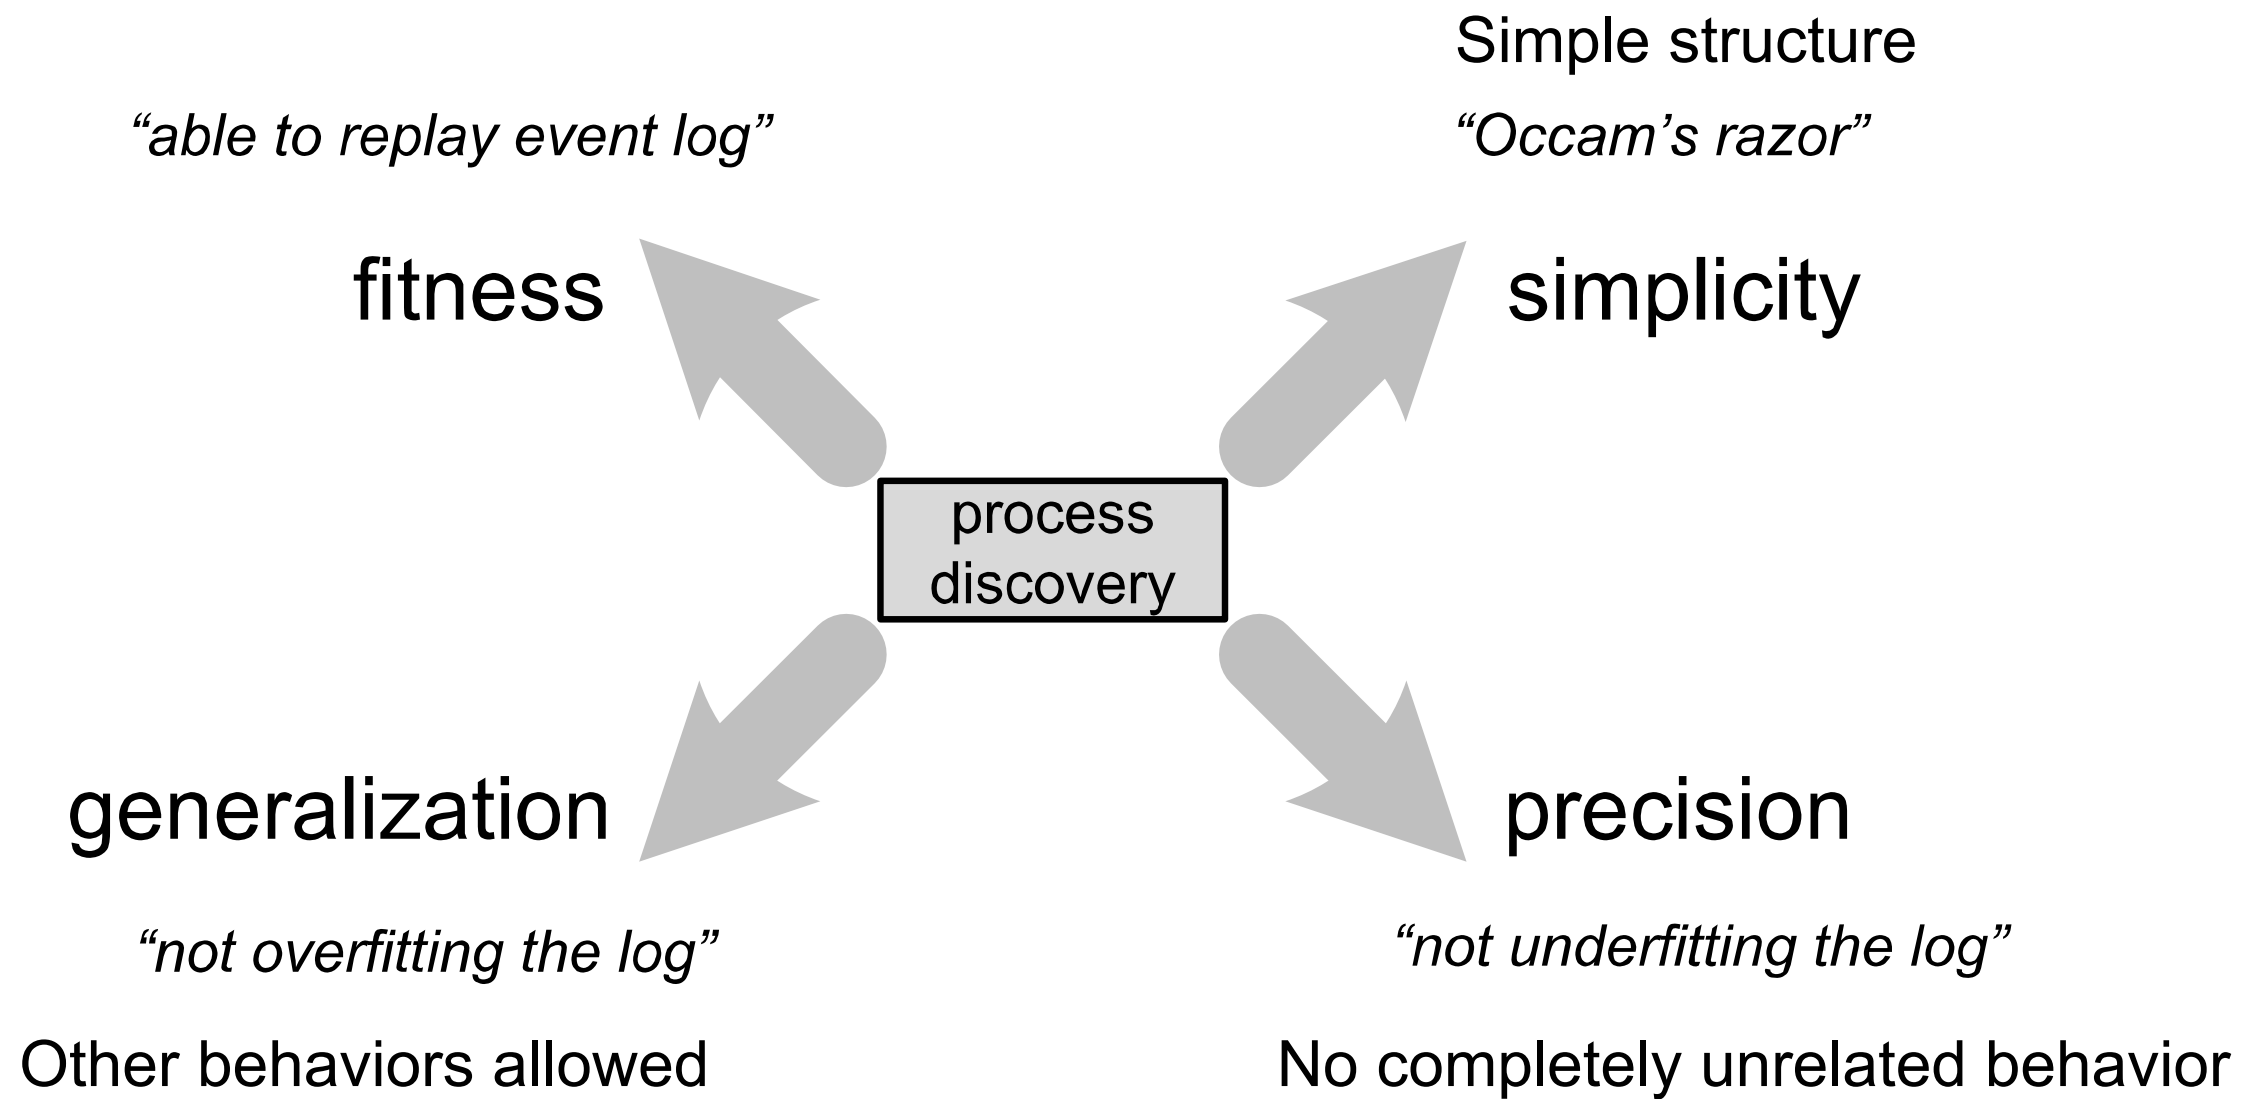 Simple structure
“able to replay event log”
“Occam’s razor”
fitness
simplicity
process
discovery
generalization
precision
“not overfitting the log”
“not underfitting the log”
Other behaviors allowed
No completely unrelated behavior